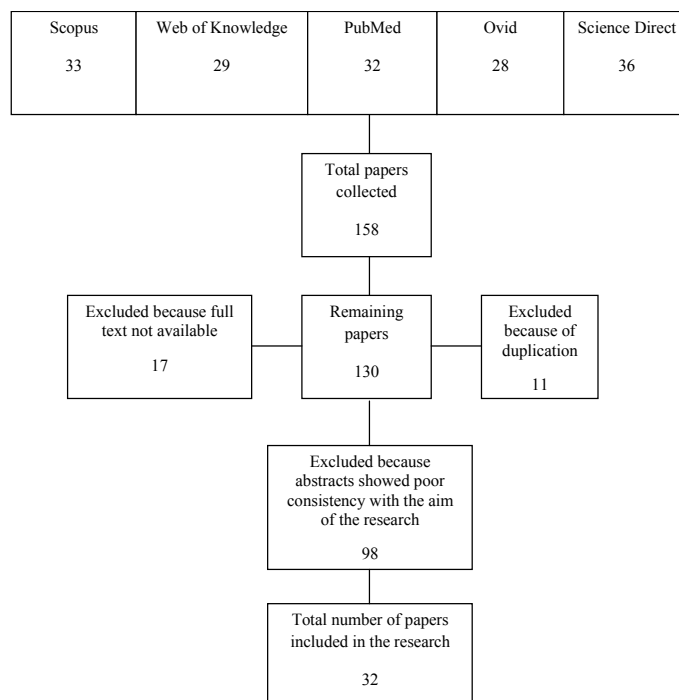 Scopus
33
Web of Knowledge
29
PubMed
32
Ovid
28
Science Direct
36
Total papers
collected
158
Excluded because full
text not available
17
Remaining
papers
130
Excluded
because of
duplication
11
Excluded because
abstracts showed poor
consistency with the aim
of the research
98
Total number of papers
included in the research
32